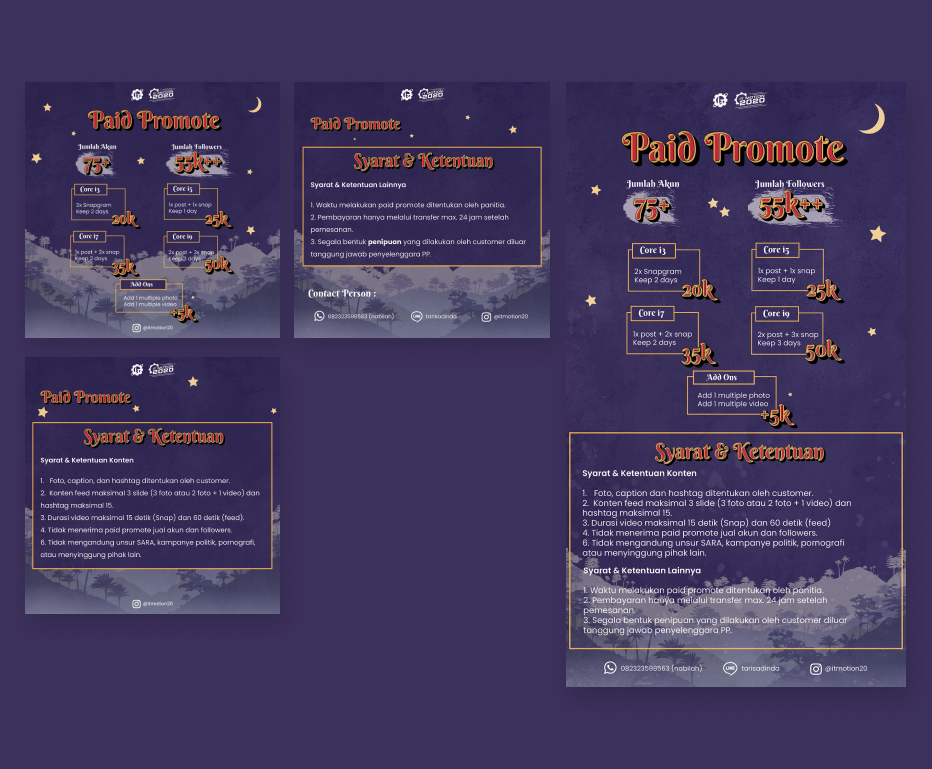 2020
Paid Promote
Jumlah Akun
75+
Jumlah Followers
55k++
Core i3
2x Snapgram
Keep 2 days
20k
Core i5
1x post + 1x snap
Keep 1 day
25k
Core i7
1x post + 2x snap
Keep 2 days
35k
Core i9
2x post + 3x snap
Keep 3 days
50k
Add Ons
Add 1 multiple photo
Add 1 multiple video
+5k
@itmotion20
2020
Paid Promote
Syarat & Ketentuan
Syarat & Ketentuan Lainnya
1. Waktu melakukan paid promote ditentukan oleh panitia.
2. Pembayaran hanya melalui transfer max. 24 jam setelah
pemesanan.
3. Segala bentuk penipuan yang dilakukan oleh customer diluar
tanggung jawab penyelenggara PP.
Contact Person :
082323598563 (nabilah)
LINE
tarisadinda
@itmotion20
2020
Paid Promote
Syarat & Ketentuan
Syarat & Ketentuan Konten
1. Foto, caption, dan hashtag ditentukan oleh customer.
2. Konten feed maksimal 3 slide (3 foto atau 2 foto + 1 video) dan
hashtag maksimal 15.
3. Durasi video maksimal 15 detik (Snap) dan 60 detik (feed).
4. Tidak menerima paid promote jual akun dan followers.
6. Tidak mengandung unsur SARA, kampanye politik, pornografi,
atau menyinggung pihak lain.
@itmotion20
2020
Paid Promote
Jumlah Akun
75+
Jumlah Followers
55k++
Core i3
2x Snapgram
Keep 2 days
20k
Core i5
1x post + 1x snap
Keep 1 day
25k
Core i7
1x post + 2x snap
Keep 2 days
35k
Core i9
2x post + 3x snap
Keep 3 days
50k
Add Ons
Add 1 multiple photo
Add 1 multiple video
+5k
Syarat & Ketentuan
Syarat & Ketentuan Konten
1. Foto, caption, dan hashtag ditentukan oleh customer.
2. Konten feed maksimal 3 slide (3 foto atau 2 foto + 1 video) dan
hashtag maksimal 15.
3. Durasi video maksimal 15 detik (Snap) dan 60 detik (feed)
4. Tidak menerima paid promote jual akun dan followers.
6. Tidak mengandung unsur SARA, kampanye politik, pornografi
atau menyinggung pihak lain.
Syarat & Ketentuan Lainnya
1. Waktu melakukan paid promote ditentukan oleh panitia.
2. Pembayaran hanya melalui transfer max. 24 jam setelah
pemesanan.
3. Segala bentuk penipuan yang dilakukan oleh customer diluar
tanggung jawab penyelenggara PP.
082323598563 (nabilah)
LINE
tarisadinda
@itmotion20